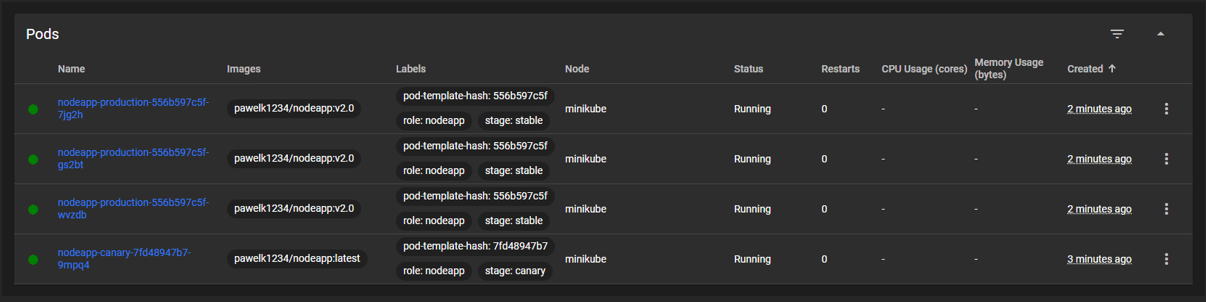 Pods
Name Images Labels Node Status Restarts CPU Usage (cores) Memory Usage (bytes) Created
nodeapp-production-556b597c5f-
7jg2h
pawelk1234/nodeapp:v2.0
pod-template-hash: 556b597c5f
role: nodeapp stage: stable
minikube Running 0 - - 2 minutes ago
nodeapp-production-556b597c5f-
gs2bt
pawelk1234/nodeapp:v2.0
pod-template-hash: 556b597c5f
role: nodeapp stage: stable
minikube Running 0 - - 2 minutes ago
nodeapp-production-556b597c5f-
wvzdb
pawelk1234/nodeapp:v2.0
pod-template-hash: 556b597c5f
role: nodeapp stage: stable
minikube Running 0 - - 2 minutes ago
nodeapp-canary-7fd48947b7-
9mpq4
pawelk1234/nodeapp:latest
pod-template-hash: 7fd48947b7
role: nodeapp stage: canary
minikube Running 0 - - 3 minutes ago